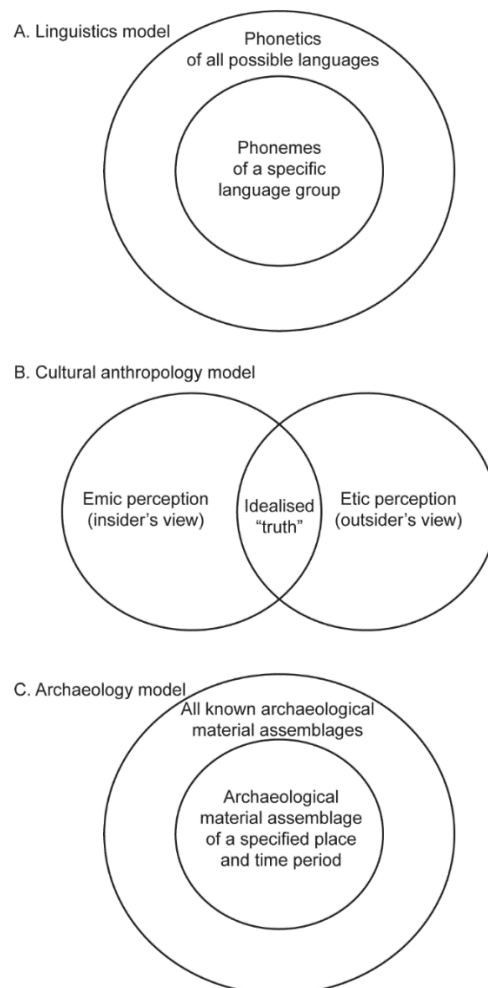 A. Linguistics model
Phonetics
of all possible languages
Phonemes
of a specific
language group
B. Cultural anthropology model
Emic perception
(insider's view)
Idealised
"truth"
Etic perception
(outsider's view)
C. Archaeology model
All known archaeological
material assemblages
Archaeological
material assemblage
of a specified place
and time period